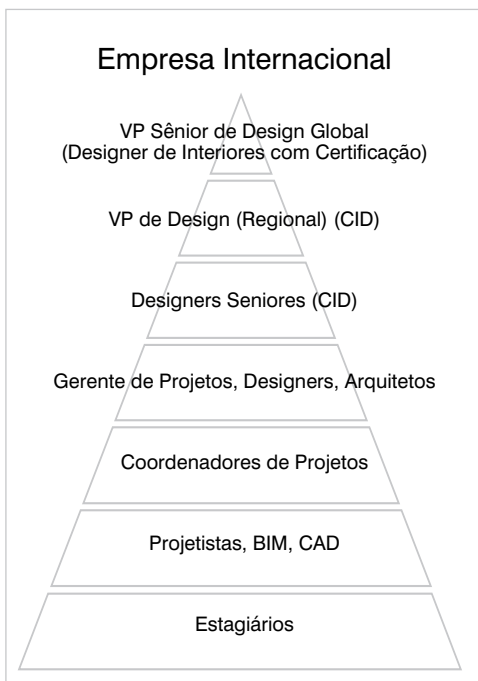 Empresa Internacional
VP Sênior de Design Global
(Designer de Interiores com Certificação)
VP de Design (Regional) (CID)
Designers Seniores (CID)
Gerente de Projetos, Designers, Arquitetos
Coordenadores de Projetos
Projetistas, BIM, CAD
Estagiários